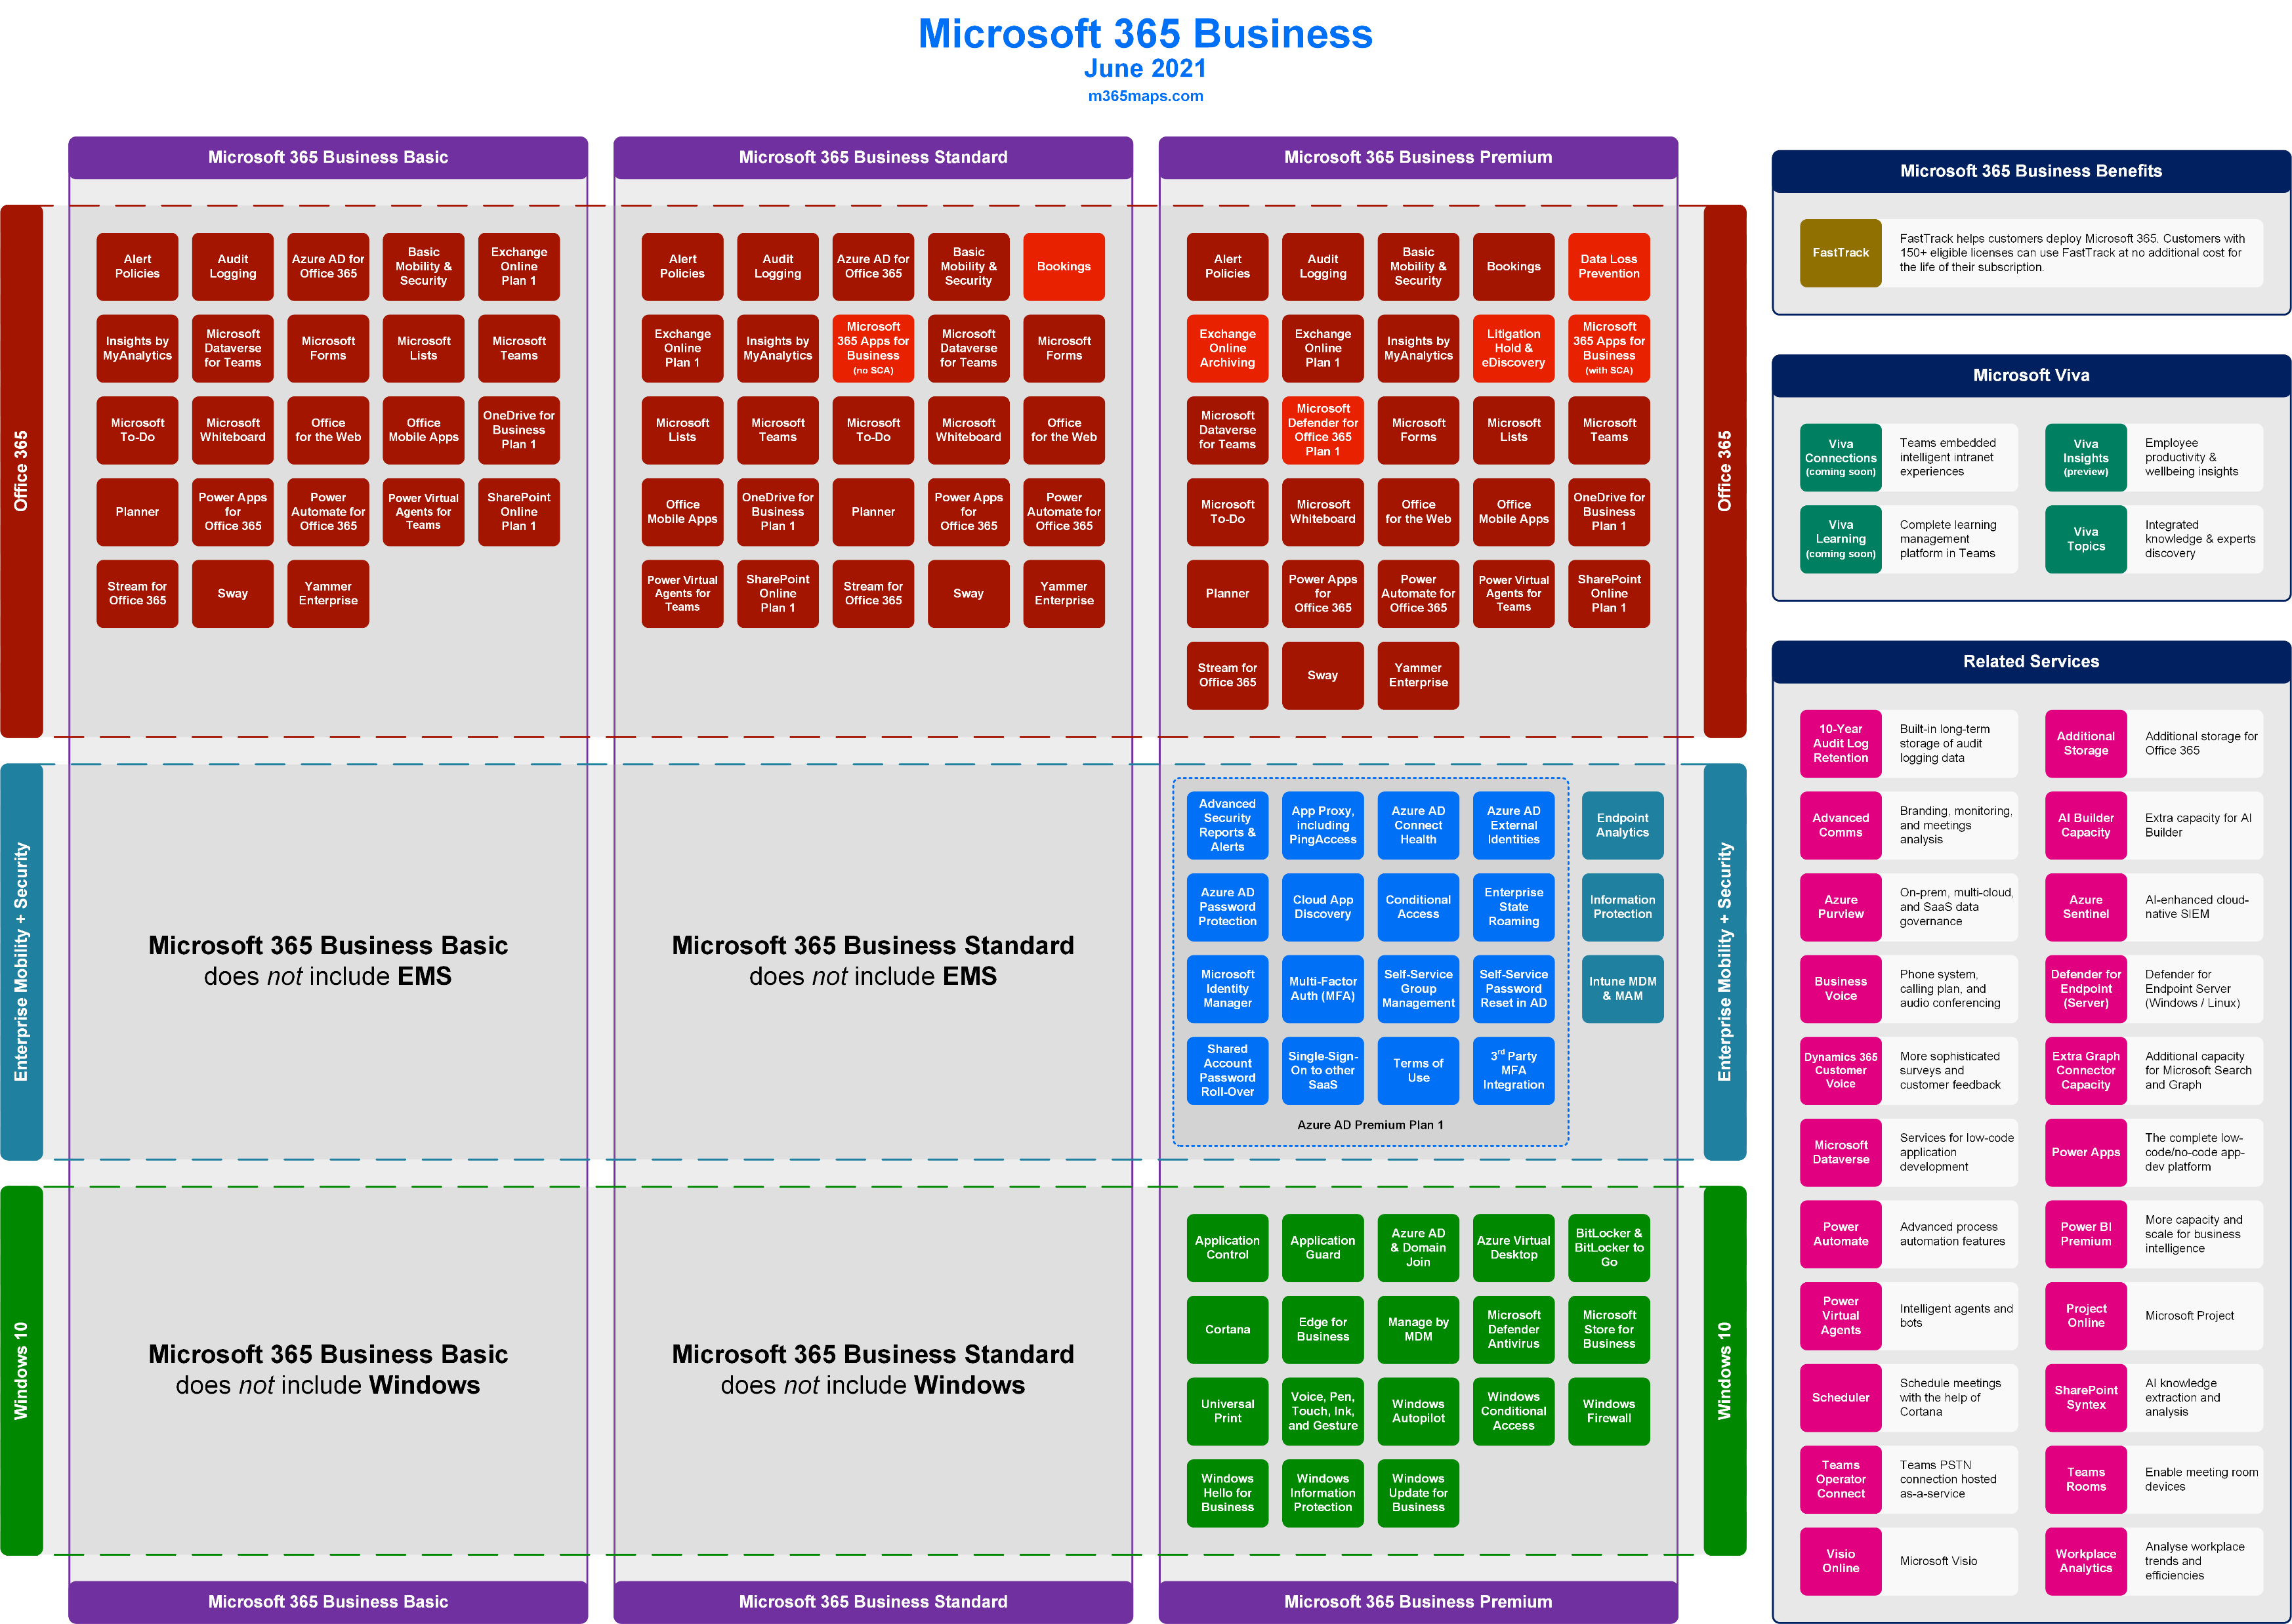 Microsoft 365 Business
June 2021
m365maps.com
Microsoft 365 Business Basic
Office 365
Alert
Policies
Audit
Logging
Azure AD for
Office 365
Basic
Mobility &
Security
Exchange
Online
Plan 1
Insights by
MyAnalytics
Microsoft
Dataverse
for Teams
Microsoft
Forms
Microsoft
Lists
Microsoft
Teams
Microsoft
To-Do
Microsoft
Whiteboard
Office
for the Web
Office
Mobile Apps
OneDrive for
Business
Plan 1
Planner
Power Apps
for
Office 365
Power
Automate for
Office 365
Power Virtual
Agents for
Teams
SharePoint
Online
Plan 1
Stream for
Office 365
Sway
Yammer
Enterprise
Enterprise Mobility + Security
Microsoft 365 Business Basic
does not include EMS
Windows 10
Microsoft 365 Business Basic
does not include Windows
Microsoft 365 Business Basic
Microsoft 365 Business Standard
Alert
Policies
Audit
Logging
Azure AD for
Office 365
Basic
Mobility &
Security
Bookings
Exchange
Online
Plan 1
Insights by
MyAnalytics
Microsoft
365 Apps for
Business
(no SCA)
Microsoft
Dataverse
for Teams
Microsoft
Forms
Microsoft
Lists
Microsoft
Teams
Microsoft
To-Do
Microsoft
Whiteboard
Office
for the Web
Office
Mobile Apps
OneDrive for
Business
Plan 1
Planner
Power Apps
for
Office 365
Power
Automate for
Office 365
Power Virtual
Agents for
Teams
SharePoint
Online
Plan 1
Stream for
Office 365
Sway
Yammer
Enterprise
Microsoft 365 Business Standard
does not include EMS
Microsoft 365 Business Standard
does not include Windows
Microsoft 365 Business Standard
Microsoft 365 Business Premium
Alert
Policies
Audit
Logging
Basic
Mobility &
Security
Bookings
Data Loss
Prevention
Exchange
Online
Archiving
Exchange
Online
Plan 1
Insights by
MyAnalytics
Litigation
Hold &
eDiscovery
Microsoft
365 Apps for
Business
(with SCA)
Microsoft
Dataverse
for Teams
Microsoft
Defender for
Office 365
Plan 1
Microsoft
Forms
Microsoft
Lists
Microsoft
Teams
Microsoft
To-Do
Microsoft
Whiteboard
Office
for the Web
Office
Mobile Apps
OneDrive for
Business
Plan 1
Planner
Power Apps
for
Office 365
Power
Automate for
Office 365
Power Virtual
Agents for
Teams
SharePoint
Online
Plan 1
Stream for
Office 365
Sway
Yammer
Enterprise
Office 365
Advanced
Security
Reports &
Alerts
App Proxy,
including
PingAccess
Azure AD
Connect
Health
Azure AD
External
Identities
Endpoint
Analytics
Azure AD
Password
Protection
Cloud App
Discovery
Conditional
Access
Enterprise
State
Roaming
Information
Protection
Microsoft
Identity
Manager
Multi-Factor
Auth (MFA)
Self-Service
Group
Management
Self-Service
Password
Reset in AD
Intune MDM
& MAM
Shared
Account
Password
Roll-Over
Single-Sign-
On to other
SaaS
Terms of
Use
3rd Party
MFA
Integration
Azure AD Premium Plan 1
Enterprise Mobility + Security
Application
Control
Application
Guard
Azure AD
& Domain
Join
Azure Virtual
Desktop
BitLocker &
BitLocker to
Go
Cortana
Edge for
Business
Manage by
MDM
Microsoft
Defender
Antivirus
Microsoft
Store for
Business
Universal
Print
Voice, Pen,
Touch, Ink,
and Gesture
Windows
Autopilot
Windows
Conditional
Access
Windows
Firewall
Windows
Hello for
Business
Windows
Information
Protection
Windows
Update for
Business
Windows 10
Microsoft 365 Business Premium
Microsoft 365 Business Benefits
FastTrack
FastTrack helps customers deploy Microsoft 365. Customers with
150+ eligible licenses can use FastTrack at no additional cost for
the life of their subscription.
Microsoft Viva
Viva
Connections
(coming soon)
Teams embedded
intelligent intranet
experiences
Viva
Insights
(preview)
Employee
productivity &
wellbeing insights
Viva
Learning
(coming soon)
Complete learning
management
platform in Teams
Viva
Topics
Integrated
knowledge & experts
discovery
Related Services
10-Year
Audit Log
Retention
Built-in long-term
storage of audit
logging data
Additional
Storage
Additional storage for
Office 365
Advanced
Comms
Branding, monitoring,
and meetings
analysis
AI Builder
Capacity
Extra capacity for AI
Builder
Azure
Purview
On-prem, multi-cloud,
and SaaS data
governance
Azure
Sentinel
AI-enhanced cloud-
native SIEM
Business
Voice
Phone system,
calling plan, and
audio conferencing
Defender for
Endpoint
(Server)
Defender for
Endpoint Server
(Windows / Linux)
Dynamics 365
Customer
Voice
More sophisticated
surveys and
customer feedback
Extra Graph
Connector
Capacity
Additional capacity
for Microsoft Search
and Graph
Microsoft
Dataverse
Services for low-code
application
development
Power Apps
The complete low-
code/no-code app-
dev platform
Power
Automate
Advanced process
automation features
Power BI
Premium
More capacity and
scale for business
intelligence
Power
Virtual
Agents
Intelligent agents and
bots
Project
Online
Microsoft Project
Scheduler
Schedule meetings
with the help of
Cortana
SharePoint
Syntex
AI knowledge
extraction and
analysis
Teams
Operator
Connect
Teams PSTN
connection hosted
as-a-service
Teams
Rooms
Enable meeting room
devices
Visio
Online
Microsoft Visio
Workplace
Analytics
Analyse workplace
trends and
efficiencies